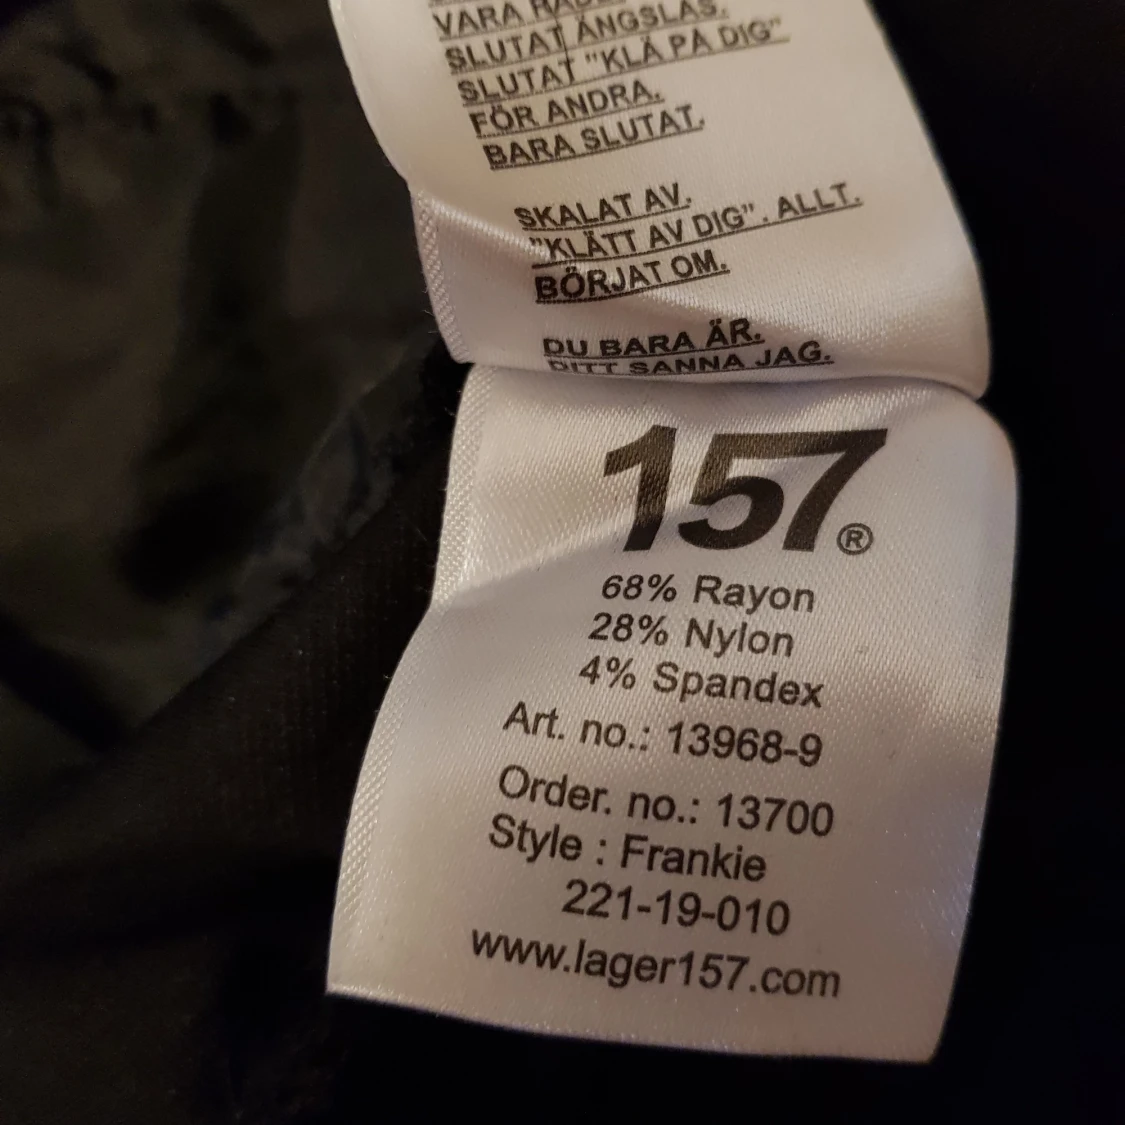 VARA RÄDD.
SLUTAT ÄNGSLAS.
SLUTAT "KLÄ PÅ DIG"
FÖR ANDRA.
BARA SLUTAT.
SKALAT AV.
"KLÄTT AV DIG". ALLT.
BÖRJAT OM.
DU BARA ÄR.
DITT SANNA JAG.
157®
68% Rayon
28% Nylon
4% Spandex
Art. no.: 13968-9
Order. no.: 13700
Style : Frankie
221-19-010
www.lager157.com